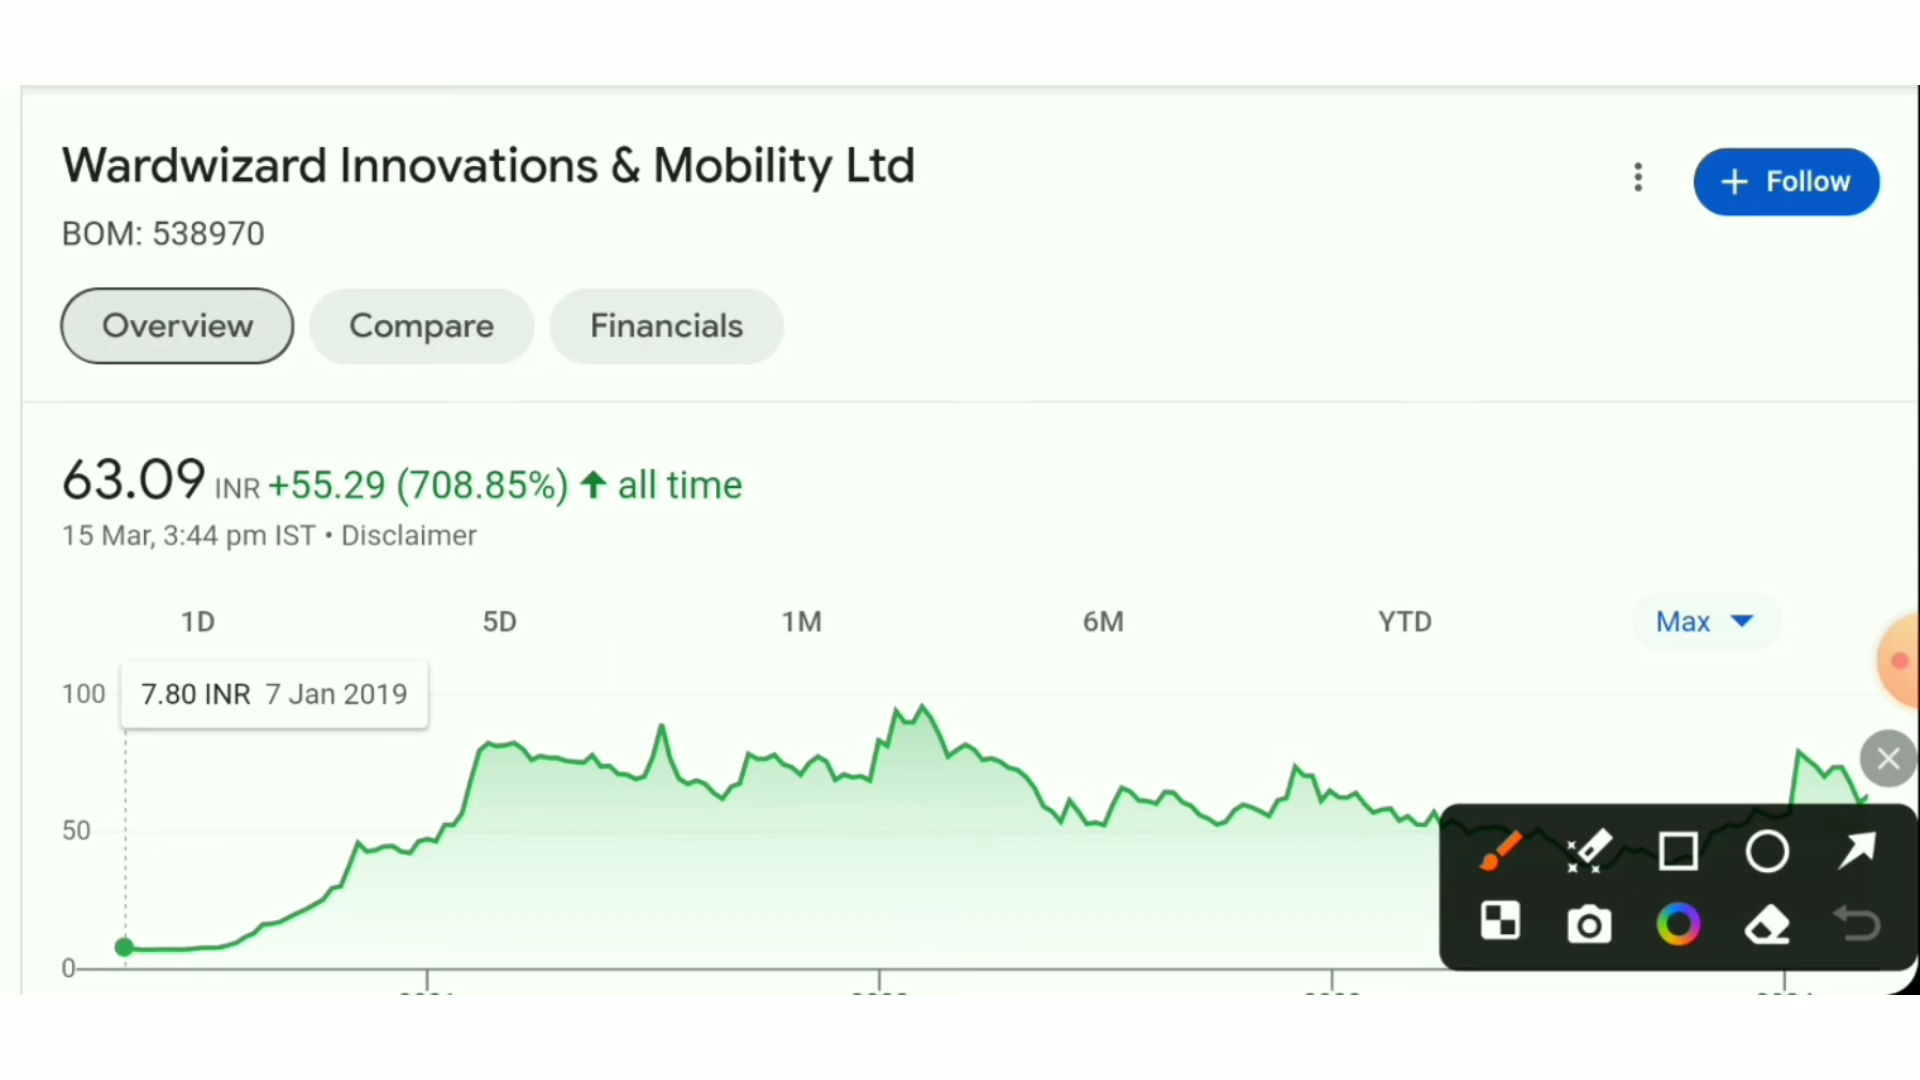 Wardwizard Innovations & Mobility Ltd
+ Follow
BOM: 538970
Overview
Compare
Financials
63.09 INR +55.29 (708.85%) ↑ all time
15 Mar, 3:44 pm IST • Disclaimer
1D
5D
1M
6M
YTD
Max
100
7.80 INR 7 Jan 2019
50
0